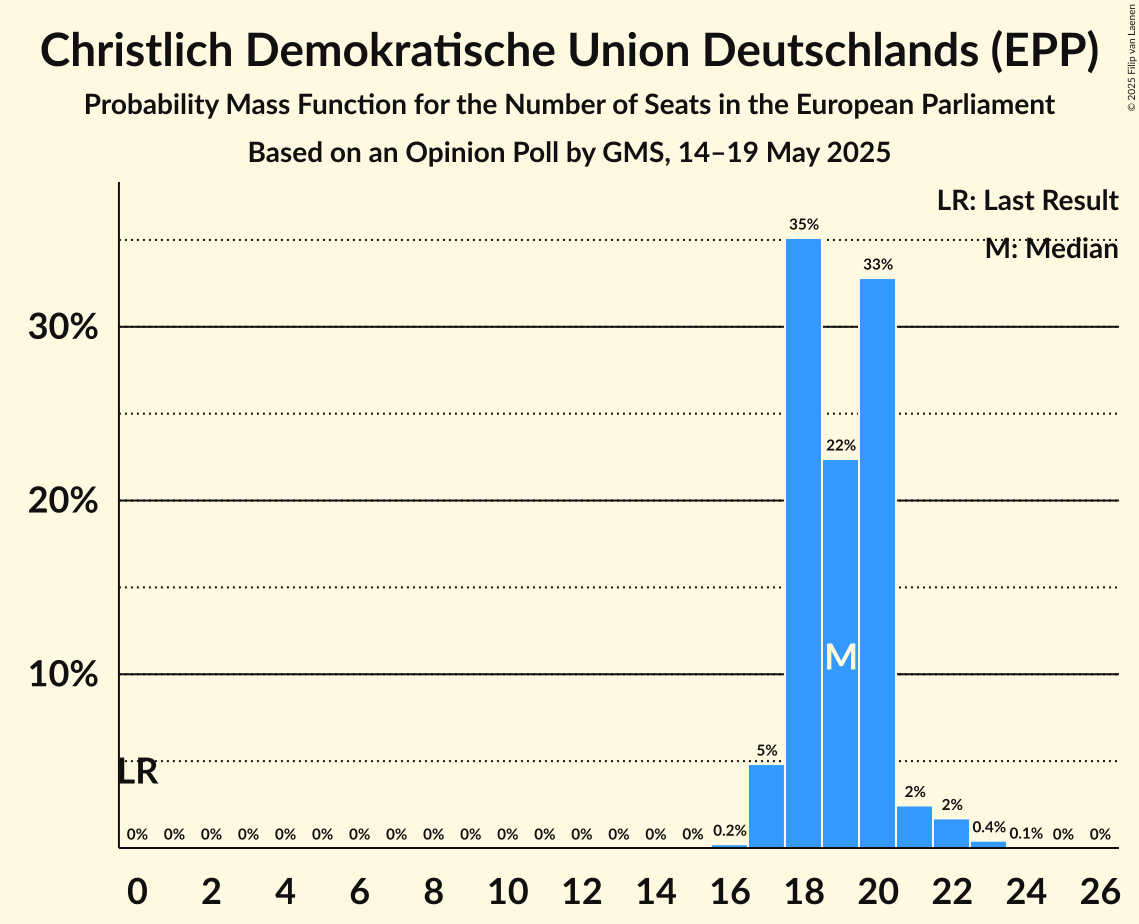 Christlich Demokratische Union Deutschlands (EPP)
Probability Mass Function for the Number of Seats in the European Parliament
Based on an Opinion Poll by GMS, 14–19 May 2025
© 2025 Filip van Laenen
LR: Last Result
M: Median
35%
33%
30%
22%
20%
M
10%
5%
LR
2%
2%
0% 0% 0% 0% 0% 0% 0% 0% 0% 0% 0% 0% 0% 0% 0% 0% 0.2% 0.4% 0.1% 0% 0%
0 2 4 6 8 10 12 14 16 18 20 22 24 26